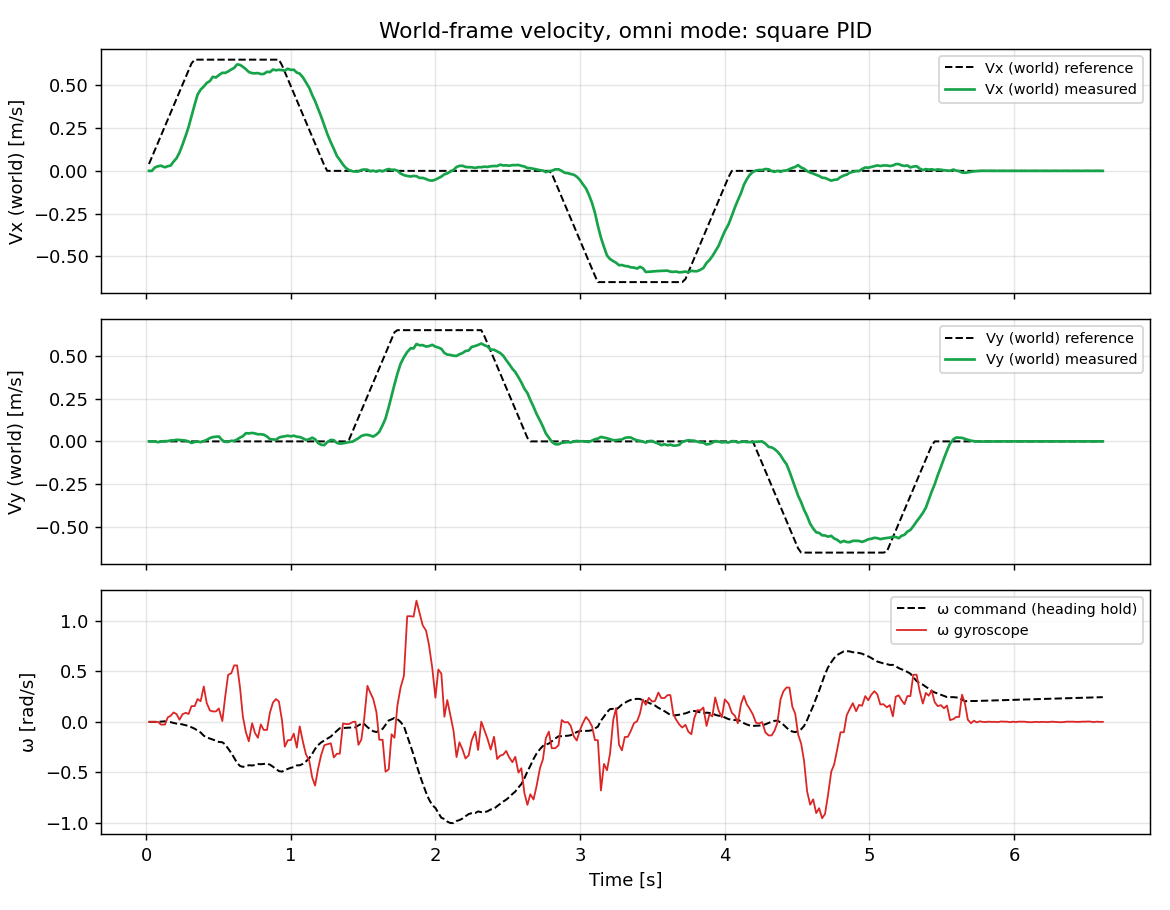 World-frame velocity, omni mode: square PID
Vx (world) [m/s]
0.50
0.25
0.00
−0.25
−0.50
Vx (world) reference
Vx (world) measured
Vy (world) [m/s]
0.50
0.25
0.00
−0.25
−0.50
Vy (world) reference
Vy (world) measured
ω [rad/s]
1.0
0.5
0.0
−0.5
−1.0
ω command (heading hold)
ω gyroscope
0 1 2 3 4 5 6
Time [s]